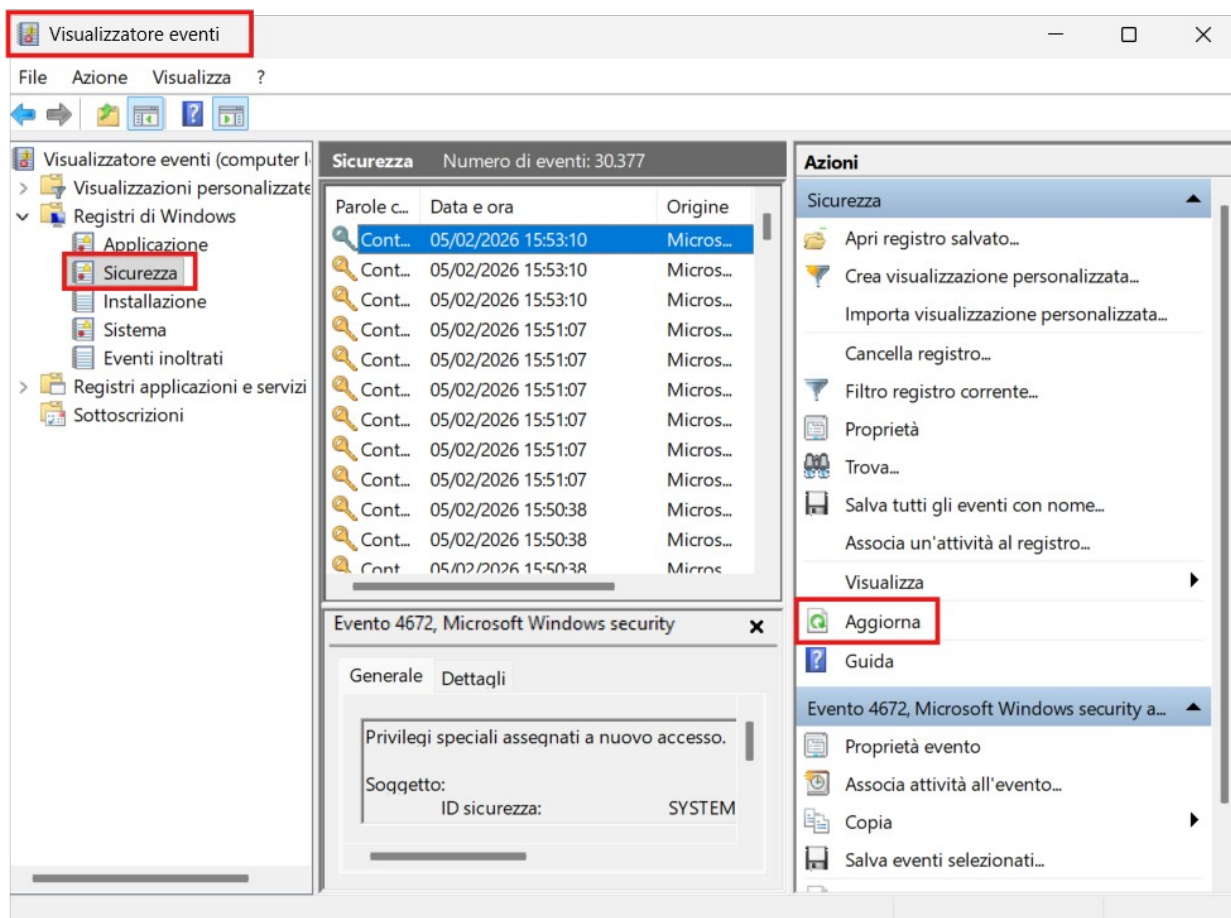 Visualizzatore eventi
File Azione Visualizza ?
Visualizzatore eventi (computer l
Visualizzazioni personalizzate
Registri di Windows
Applicazione
Sicurezza
Installazione
Sistema
Eventi inoltrati
Registri applicazioni e servizi
Sottoscrizioni
Sicurezza Numero di eventi: 30.377
Parole c... Data e ora Origine
Cont... 05/02/2026 15:53:10 Micros...
Cont... 05/02/2026 15:53:10 Micros...
Cont... 05/02/2026 15:53:10 Micros...
Cont... 05/02/2026 15:51:07 Micros...
Cont... 05/02/2026 15:51:07 Micros...
Cont... 05/02/2026 15:51:07 Micros...
Cont... 05/02/2026 15:51:07 Micros...
Cont... 05/02/2026 15:51:07 Micros...
Cont... 05/02/2026 15:51:07 Micros...
Cont... 05/02/2026 15:50:38 Micros...
Cont... 05/02/2026 15:50:38 Micros...
Cont 05/02/2026 15:50:38 Micros
Evento 4672, Microsoft Windows security
Generale Dettagli
Privilegi speciali assegnati a nuovo accesso.
Soggetto:
ID sicurezza: SYSTEM
Azioni
Sicurezza
Apri registro salvato...
Crea visualizzazione personalizzata...
Importa visualizzazione personalizzata...
Cancella registro...
Filtro registro corrente...
Proprietà
Trova...
Salva tutti gli eventi con nome...
Associa un'attività al registro...
Visualizza
Aggiorna
Guida
Evento 4672, Microsoft Windows security a...
Proprietà evento
Associa attività all'evento...
Copia
Salva eventi selezionati...